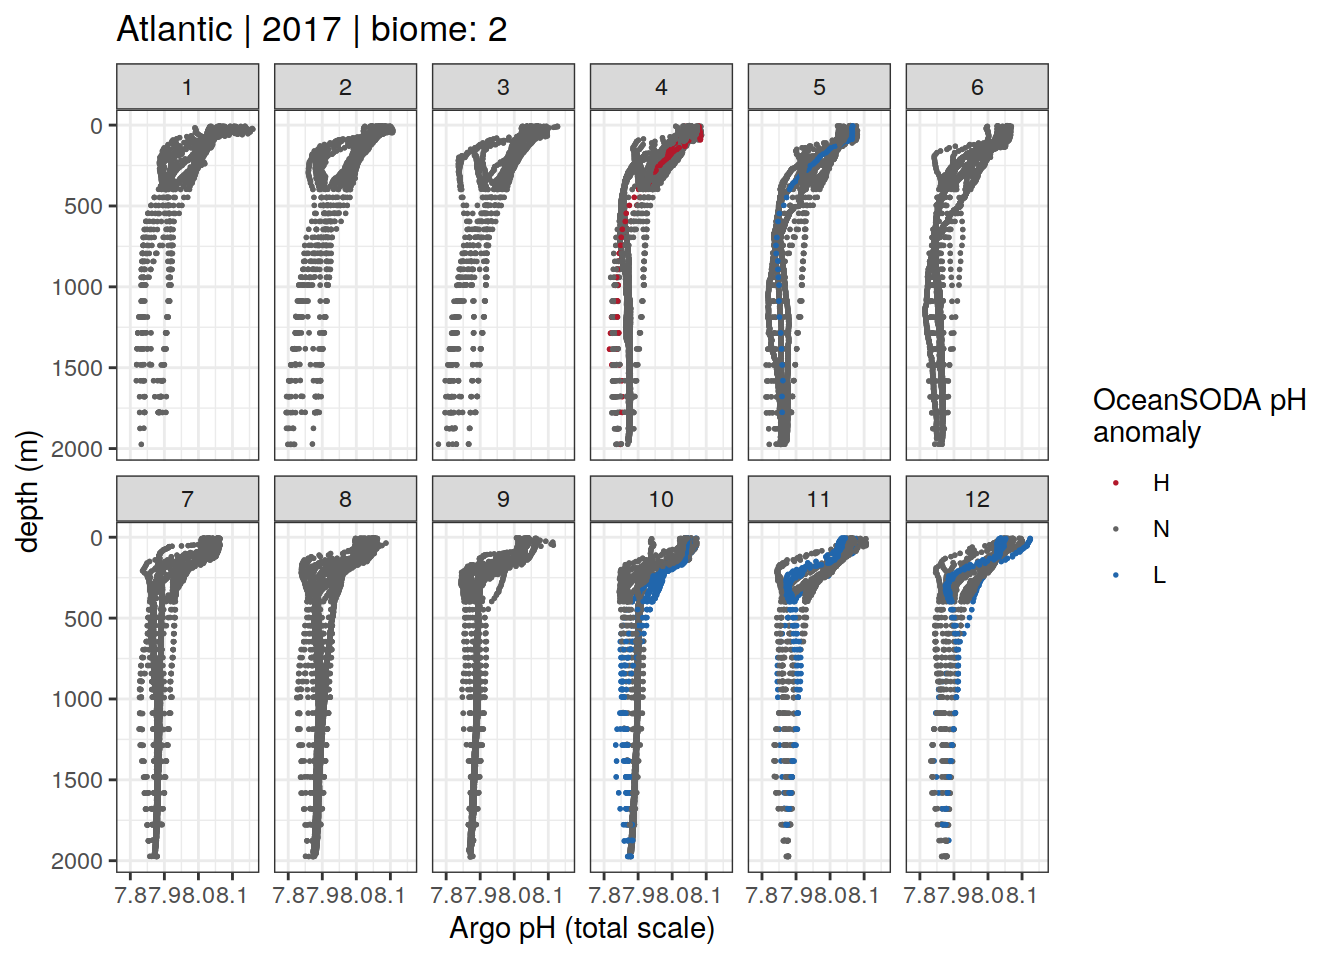 Atlantic | 2017 | biome: 2
1 2 3 4 5 6
0
500
1000
1500
2000
7 8 9 10 11 12
0
500
1000
1500
2000
7.87.98.08.1 7.87.98.08.1 7.87.98.08.1 7.87.98.08.1 7.87.98.08.1 7.87.98.08.1
Argo pH (total scale)
depth (m)
OceanSODA pH
anomaly
H
N
L